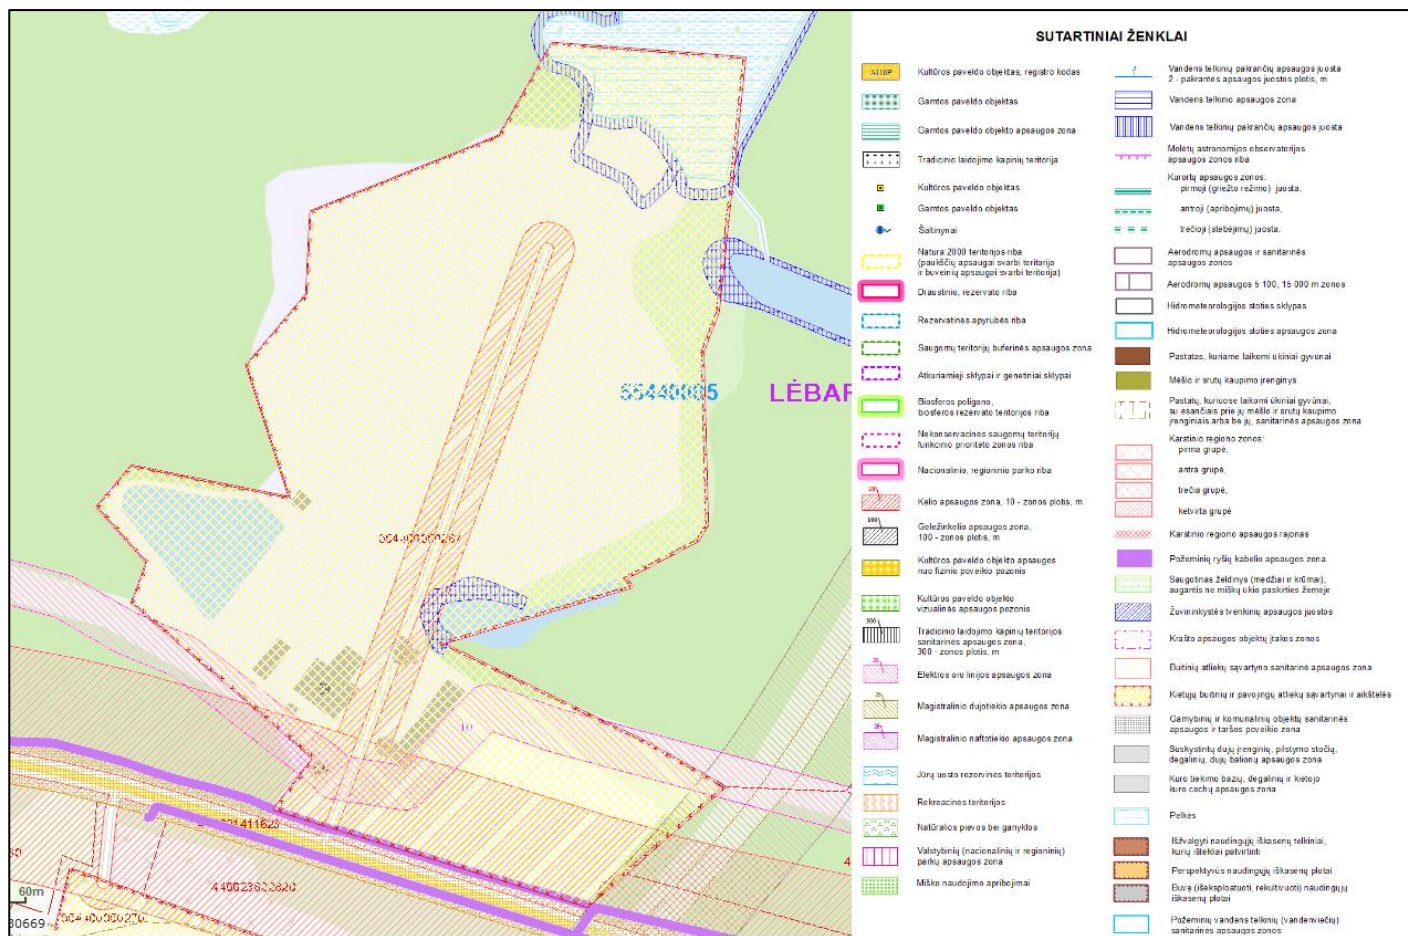 SUTARTINIAI ŽENKLAI
Kultūros paveldo objektas, registro kodas
Gamtos paveldo objektas
Gamtos paveldo objekto apsaugos zona
Tradicinio laidojimo kapinių teritorija
Kultūros paveldo objektas
Gamtos paveldo objektas
Šaltinynai
Natura 2000 teritorijos riba
(paukščių apsaugai svarbi teritorija
ir buveinių apsaugai svarbi teritorija)
Draustinio, rezervato riba
Rezervatinės apyrubės riba
Saugomų teritorijų buferinės apsaugos zona
Atkuriamieji sklypai ir genetiniai sklypai
Biosferos poligono,
biosferos rezervato teritorijos riba
Nekonservacinės saugomų teritorijų
funkcinio prioriteto zonos riba
Nacionalinio, regioninio parko riba
Kelio apsaugos zona, 10 - zonos plotis, m
100
Geležinkelio apsaugos zona,
100 - zonos plotis, m
Kultūros paveldo objekto apsaugos
nuo fizinio poveikio pozonis
Kultūros paveldo objekto
vizualinės apsaugos pozonis
300
Tradicinio laidojimo kapinių teritorijos
sanitarinės apsaugos zona,
300 - zonos plotis, m
Elektros oro linijos apsaugos zona
Magistralinio dujotiekio apsaugos zona
Magistralinio naftotiekio apsaugos zona
Jūrų uosto rezervinės teritorijos
Rekreacinės teritorijos
Natūralios pievos bei ganyklos
Valstybinių (nacionalinių ir regioninių)
parkų apsaugos zona
Miško naudojimo apribojimai
Vandens telkinių pakrančių apsaugos juosta
2 - pakrantės apsaugos juostos plotis, m
Vandens telkinio apsaugos zona
Vandens telkinių pakrančių apsaugos juosta
Molėtų astronomijos observatorijos
apsaugos zonos riba
Kurortų apsaugos zonos:
pirmoji (griežto režimo) juosta,
antroji (apribojimų) juosta,
trečioji (stebėjimų) juosta.
Aerodromų apsaugos ir sanitarinės
apsaugos zonos
Aerodromų apsaugos 5 100, 15 000 m zonos
Hidrometeorologijos stoties sklypas
Hidrometeorologijos stoties apsaugos zona
Pastatas, kuriame laikomi ūkiniai gyvūnai
Mėšlo ir srutų kaupimo įrenginys
Pastatų, kuriuose laikomi ūkiniai gyvūnai,
su esančiais prie jų mėšlo ir srutų kaupimo
įrenginiais arba be jų, sanitarinės apsaugos zona
Karstinio regiono zonos:
pirma grupė,
antra grupė,
trečia grupė,
ketvirta grupė
Karstinio regiono apsaugos rajonas
Požeminių ryšių kabelio apsaugos zona
Saugotinas želdinys (medžiai ir krūmai),
augantis ne miškų ūkio paskirties žemėje
Žuvininkystės tvenkinių apsaugos juostos
Krašto apsaugos objektų įtakos zonos
Buitinių atliekų sąvartyno sanitarinė apsaugos zona
Kietųjų buitinių ir pavojingų atliekų sąvartynai ir aikštelės
Gamybinių ir komunalinių objektų sanitarinės
apsaugos ir taršos poveikio zona
Suskystintų dujų įrenginių, pilstymo stočių,
degalinių, dujų balionų apsaugos zona
Kuro tiekimo bazių, degalinių ir kietojo
kuro cechų apsaugos zona
Pelkės
Išžvalgyti naudingųjų iškasenų telkiniai,
kurių ištekliai patvirtinti
Perspektyvūs naudingųjų iškasenų plotai
Buvę (išeksploatuoti, rekultivuoti) naudingųjų
iškasenų plotai
Požeminių vandens telkinių (vandenviečių)
sanitarinės apsaugos zonos:
55440005
LĖBAR
10
440023622820
60m
30669